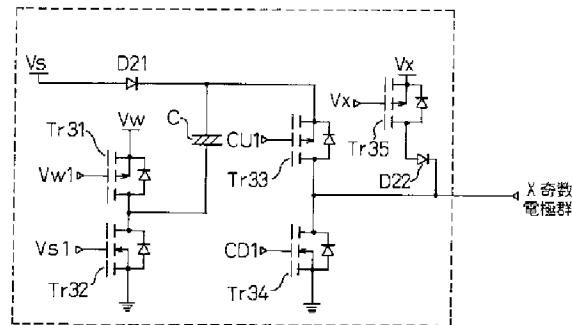 Vs
D21
Vx
Tr31
Vw
C
CU1
Vx
Tr35
Vw1
Tr33
D22
X奇数
電極群
Vs1
CD1
Tr32
Tr34